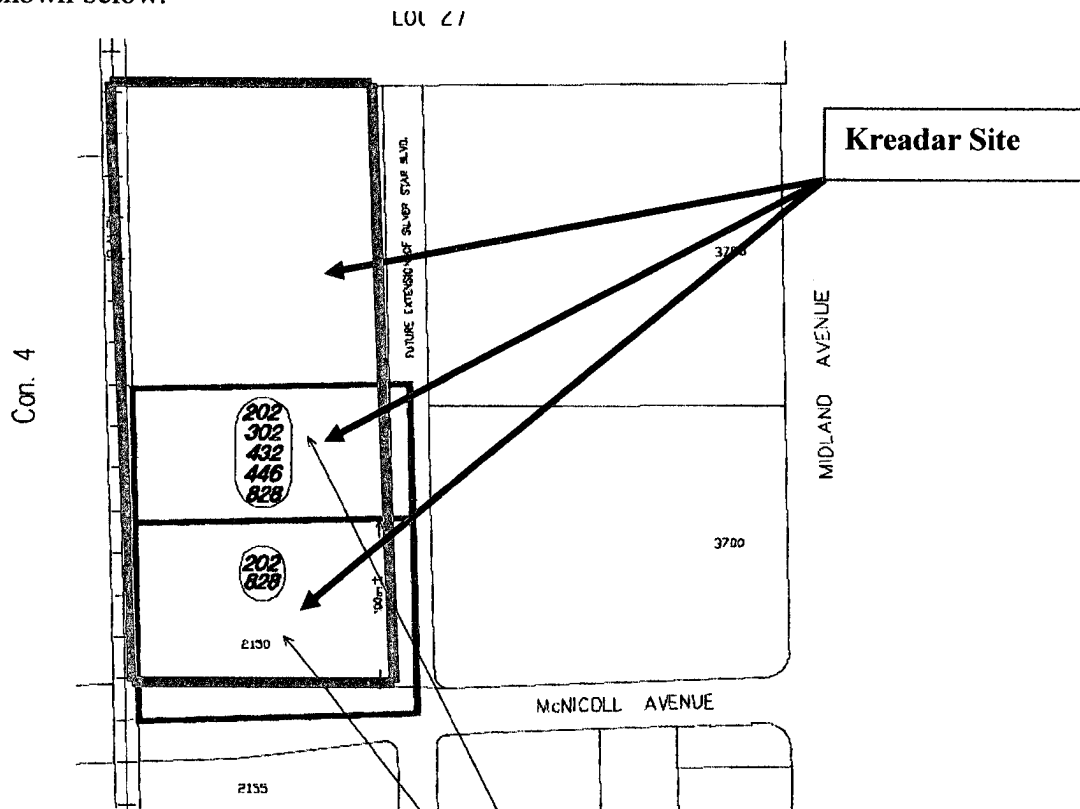 shown below:
Lot 27
Kreadar Site
FUTURE EXTENSION OF SILVER STAR BLVD.
MIDLAND AVENUE
Con. 4
202
302
432
446
828
3700
202
828
2150
McNICOLL AVENUE
2155